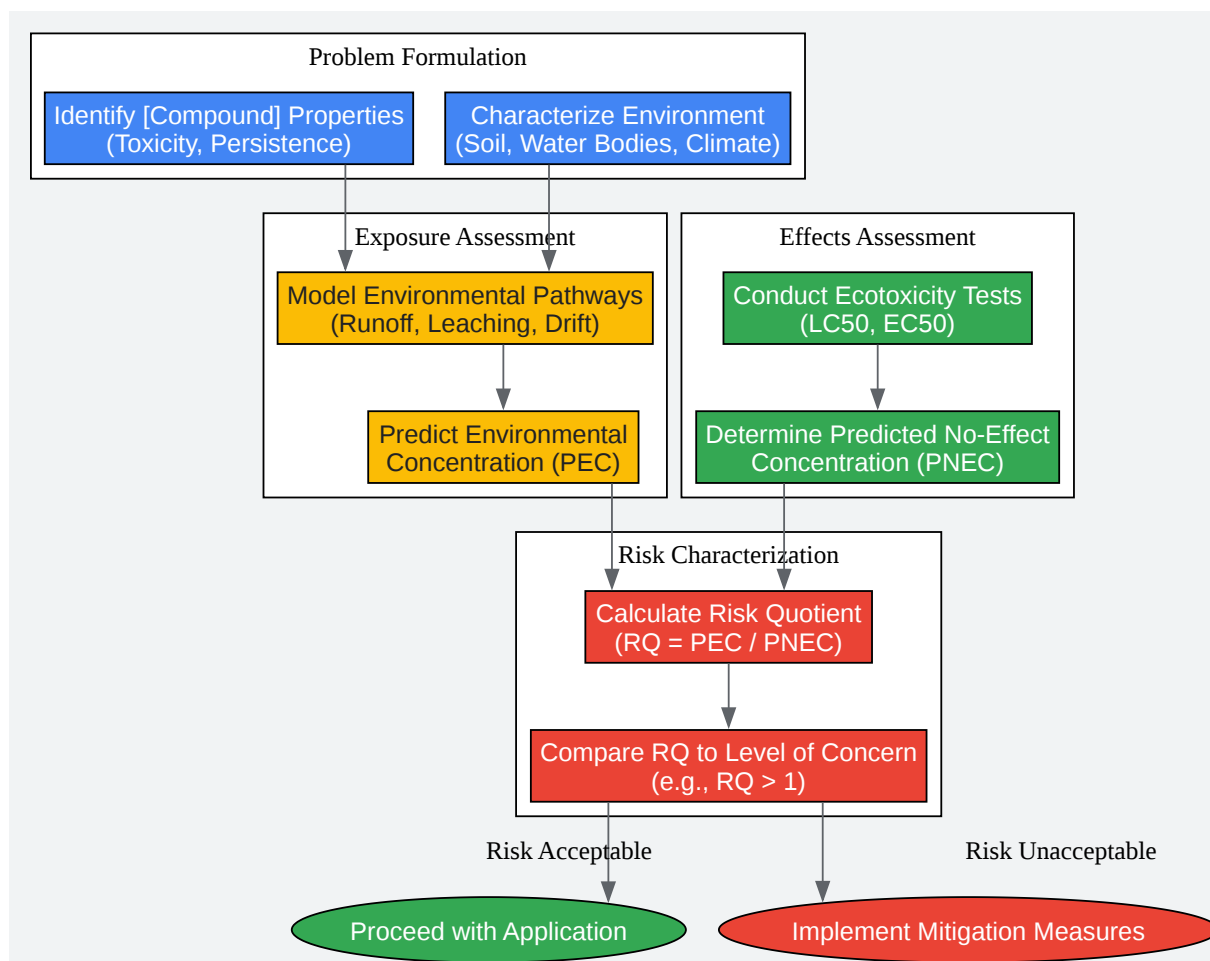 Problem Formulation
Identify [Compound] Properties
(Toxicity, Persistence)
Characterize Environment
(Soil, Water Bodies, Climate)
Exposure Assessment
Model Environmental Pathways
(Runoff, Leaching, Drift)
Predict Environmental
Concentration (PEC)
Effects Assessment
Conduct Ecotoxicity Tests
(LC50, EC50)
Determine Predicted No-Effect
Concentration (PNEC)
Risk Characterization
Calculate Risk Quotient
(RQ = PEC / PNEC)
Compare RQ to Level of Concern
(e.g., RQ > 1)
Risk Acceptable
Risk Unacceptable
Proceed with Application
Implement Mitigation Measures